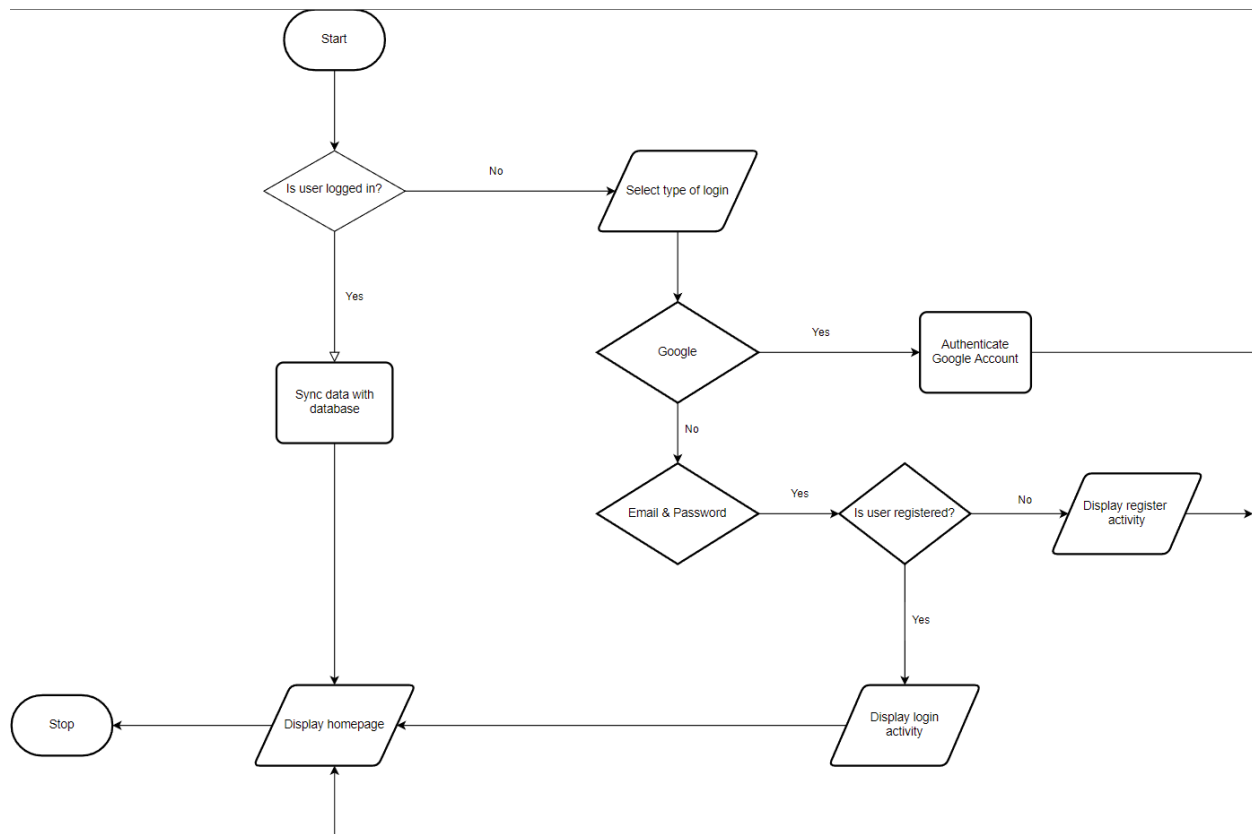 Start
Is user logged in?
No
Select type of login
Yes
Google
Yes
Authenticate
Google Account
Sync data with
database
No
Email & Password
Yes
Is user registered?
No
Display register
activity
Yes
Stop
Display homepage
Display login
activity